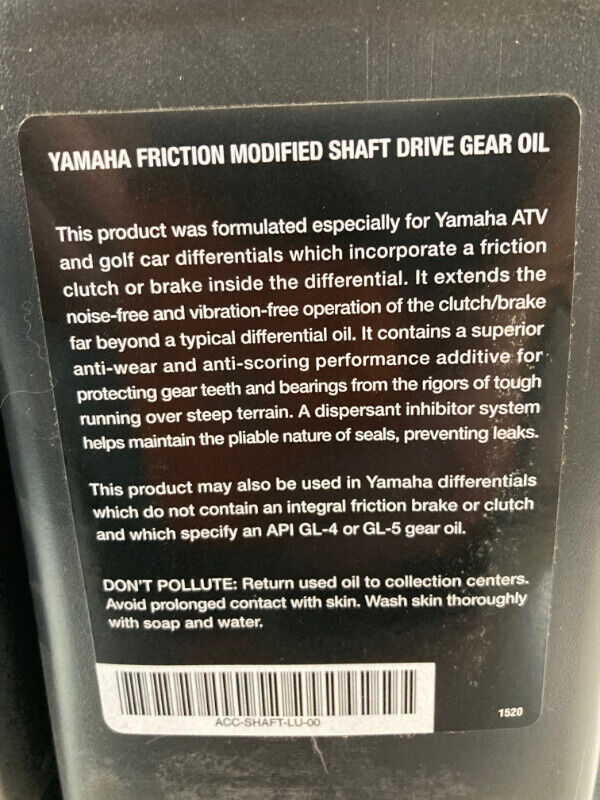 YAMAHA FRICTION MODIFIED SHAFT DRIVE GEAR OIL
This product was formulated especially for Yamaha ATV
and golf car differentials which incorporate a friction
clutch or brake inside the differential. It extends the
noise-free and vibration-free operation of the clutch/brake
far beyond a typical differential oil. It contains a superior
anti-wear and anti-scoring performance additive for
protecting gear teeth and bearings from the rigors of tough
running over steep terrain. A dispersant inhibitor system
helps maintain the pliable nature of seals, preventing leaks.
This product may also be used in Yamaha differentials
which do not contain an integral friction brake or clutch
and which specify an API GL-4 or GL-5 gear oil.
DON'T POLLUTE: Return used oil to collection centers.
Avoid prolonged contact with skin. Wash skin thoroughly
with soap and water.
ACC-SHAFT-LU-00
1520